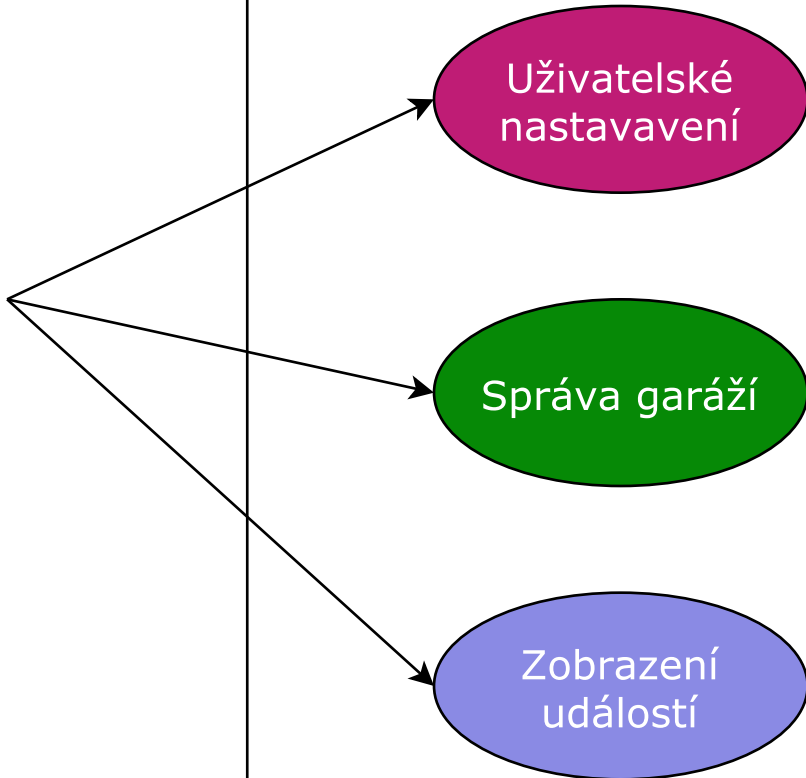 Uživatelské
nastavavení
Správa garáží
Zobrazení
událostí